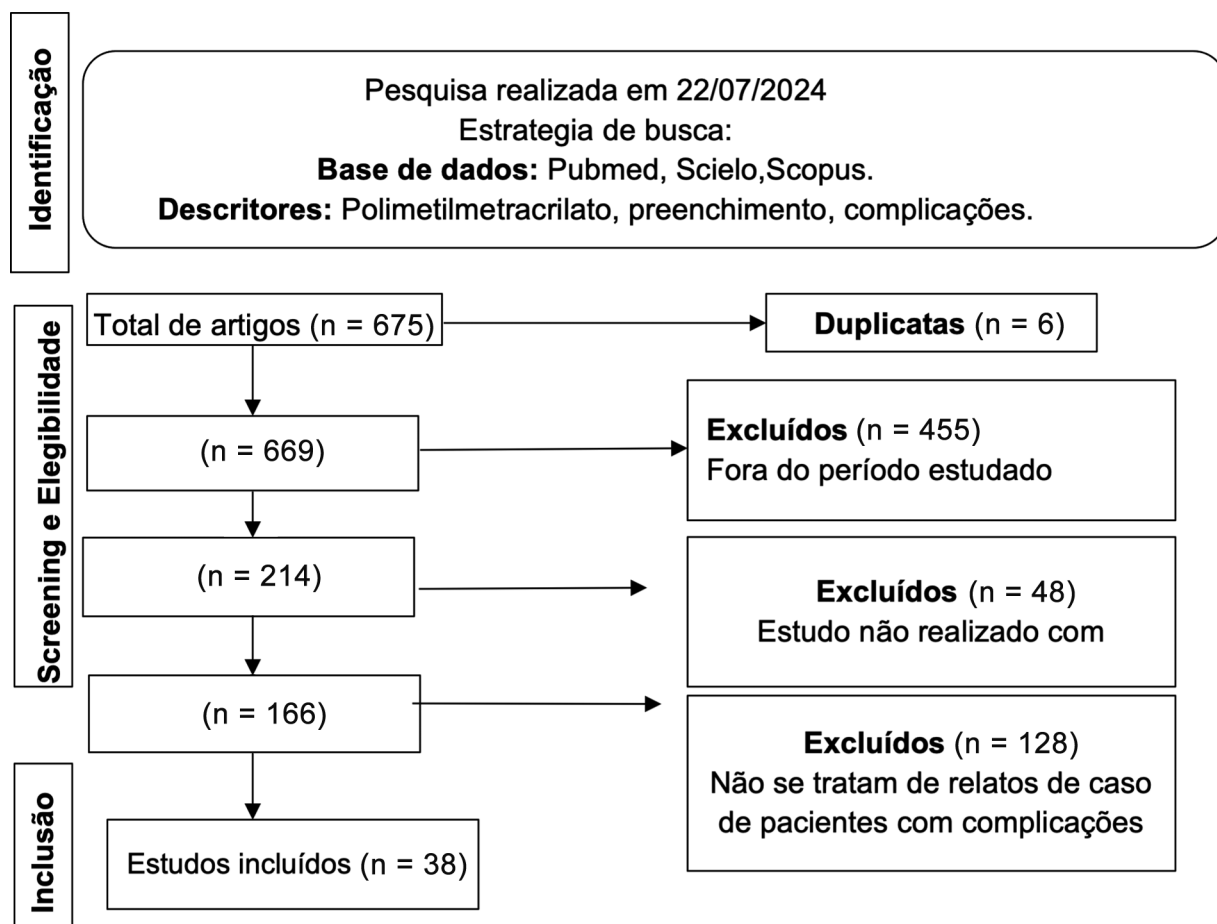 Identificação
Pesquisa realizada em 22/07/2024
Estrategia de busca:
Base de dados: Pubmed, Scielo,Scopus.
Descritores: Polimetilmetracrilato, preenchimento, complicações.
Screening e Elegibilidade
Total de artigos (n = 675)
Duplicatas (n = 6)
(n = 669)
Excluídos (n = 455)
Fora do período estudado
(n = 214)
Excluídos (n = 48)
Estudo não realizado com
(n = 166)
Excluídos (n = 128)
Não se tratam de relatos de caso
de pacientes com complicações
Inclusão
Estudos incluídos (n = 38)